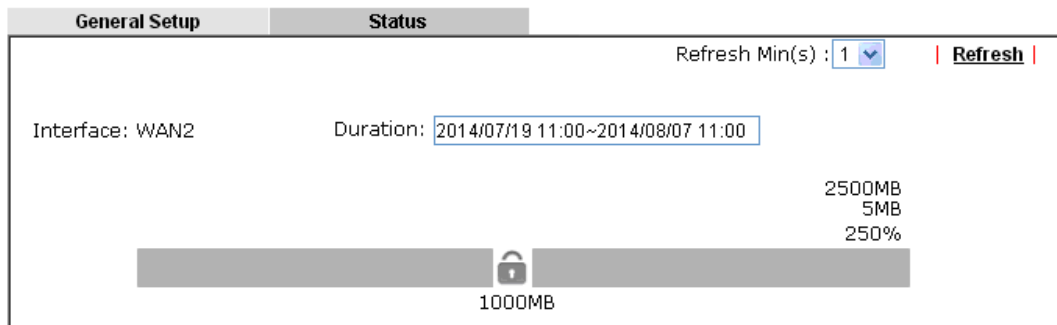 General Setup Status
Refresh Min(s) : 1 | Refresh |
Interface: WAN2 Duration: 2014/07/19 11:00~2014/08/07 11:00
2500MB
5MB
250%
1000MB